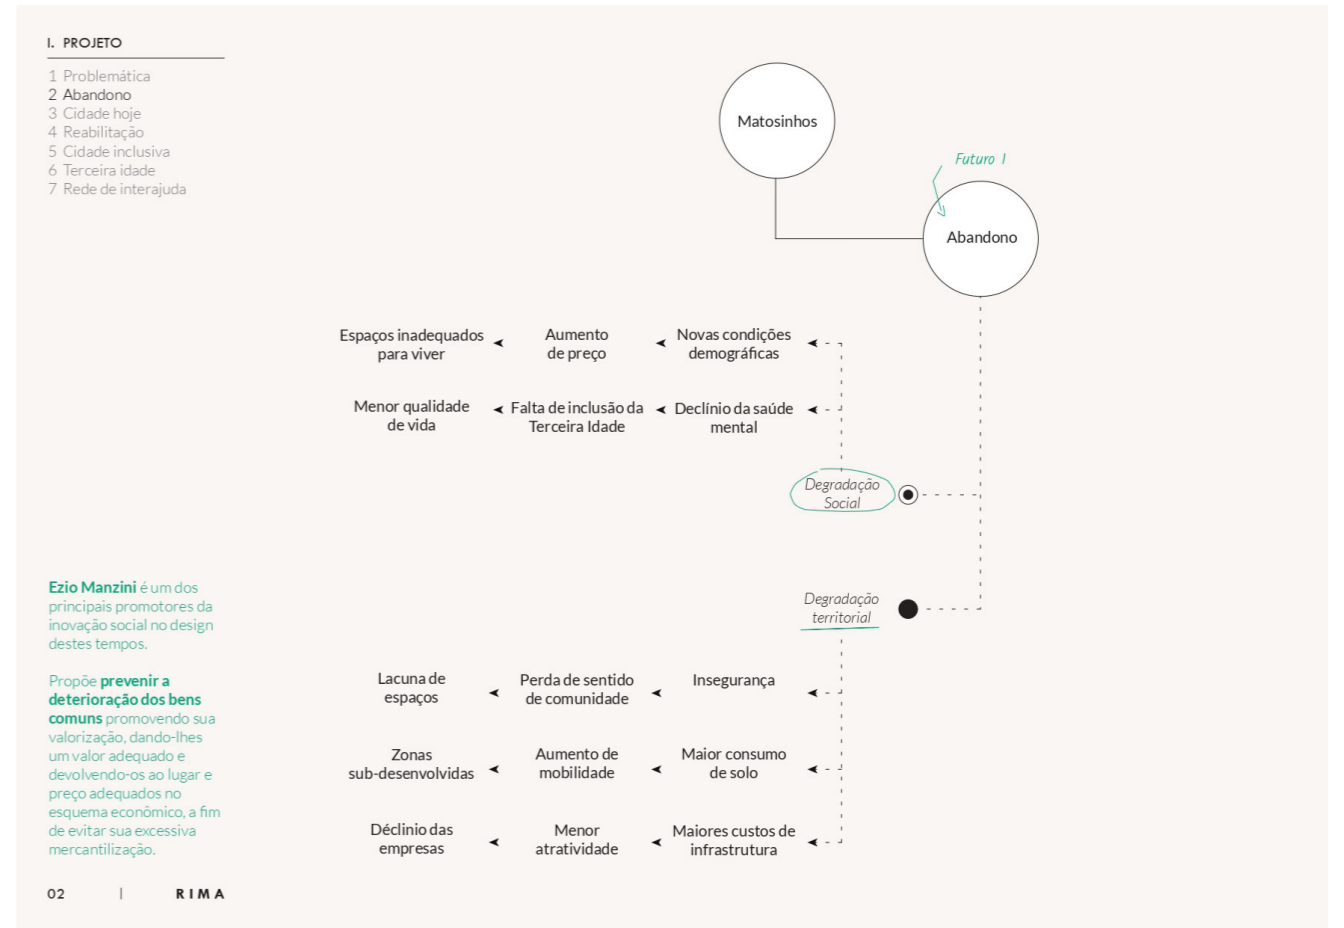 I. PROJETO
1 Problemática
2 Abandono
3 Cidade hoje
4 Reabilitação
5 Cidade inclusiva
6 Terceira idade
7 Rede de interajuda
Matosinhos
Futuro 1
Abandono
Espaços inadequados
para viver
Aumento
de preço
Novas condições
demográficas
Menor qualidade
de vida
Falta de inclusão da
Terceira Idade
Declínio da saúde
mental
Degradação
Social
Degradação
territorial
Lacuna de
espaços
Perda de sentido
de comunidade
Insegurança
Zonas
sub-desenvolvidas
Aumento de
mobilidade
Maior consumo
de solo
Déclinio das
empresas
Menor
atratividade
Maiores custos de
infrastrutura
Ezio Manzini é um dos
principais promotores da
inovação social no design
destes tempos.
Propõe prevenir a
deterioração dos bens
comuns promovendo sua
valorização, dando-lhes
um valor adequado e
devolvendo-os ao lugar e
preço adequados no
esquema econômico, a fim
de evitar sua excessiva
mercantilização.
02 | RIMA